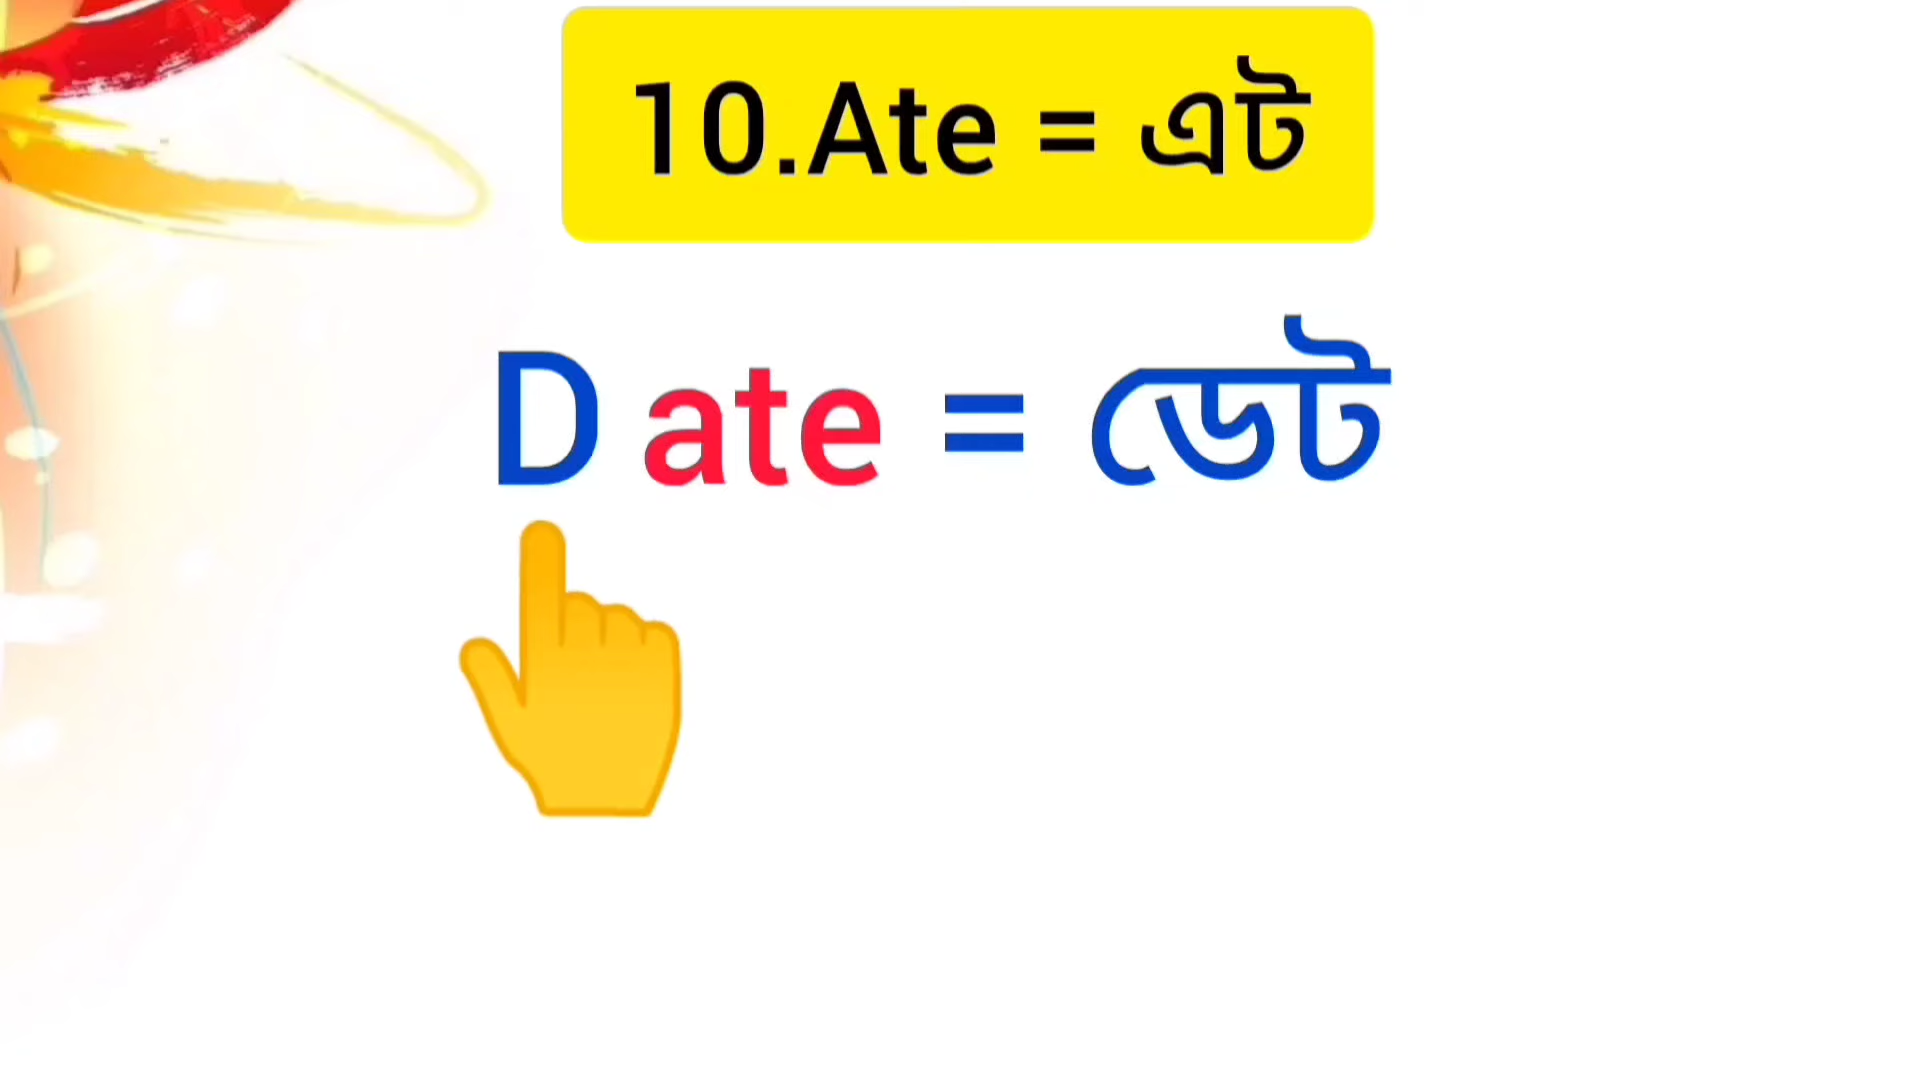 10.Ate = এট
D ate = ডেট